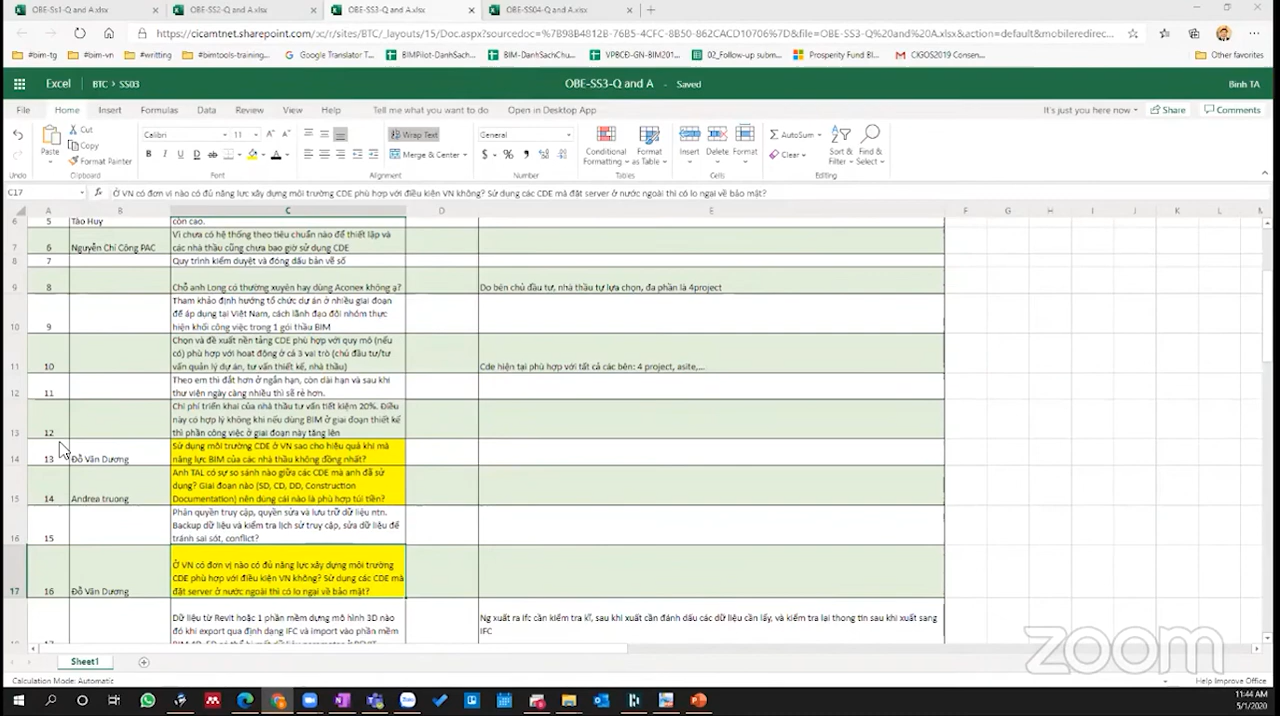 OBE-Ss1-Q and A.xlsx
OBE-SS2-Q and A.xlsx
OBE-SS3-Q and A.xlsx
OBE-SS04-Q and A.xlsx
https://cicamtnet.sharepoint.com/:x:/r/sites/BTC/_layouts/15/Doc.aspx?sourcedoc=%7B98B4812B-76B5-4CFC-8B50-862CACD10706%7D&file=OBE-SS3-Q%20and%20A.xlsx&action=default&mobileredirec...
#bim-tg
#bim-vn
#writting
#bimtools-training...
Google Translator T...
BIMPilot-DanhSachC...
BIM-DanhSachChu...
VPBCĐ-GN-BIM201...
02_Follow-up subm...
Prosperity Fund Bl...
CIGOS2019 Consen...
Other favorites
Excel
BTC > SS03
OBE-SS3-Q and A - Saved
Binh TA
File Home Insert Formulas Data Review View Help Tell me what you want to do Open in Desktop App
It's just you here now
Share
Comments
Undo
Paste
Cut
Copy
Format Painter
Clipboard
Calibri 11
B I U D ab
Font
Wrap Text
Merge & Center
Alignment
General
$ % ,
Number
Conditional Formatting
Format as Table
Tables
Insert
Delete
Format
Cells
AutoSum
Clear
Sort & Filter
Find & Select
Editing
C17
fx
Ở VN có đơn vị nào có đủ năng lực xây dựng môi trường CDE phù hợp với điều kiện VN không? Sử dụng các CDE mà đặt server ở nước ngoài thì có lo ngại về bảo mật?
A B C D E F G H I J K L M
6 5 Tào Huy còn cao.
7 6 Nguyễn Chí Công PAC
Vì chưa có hệ thống theo tiêu chuẩn nào để thiết lập và
các nhà thầu cũng chưa bao giờ sử dụng CDE
8 7 Quy trình kiểm duyệt và đóng dấu bản vẽ số
9 8 Chỗ anh Long có thường xuyên hay dùng Aconex không ạ? Do bên chủ đầu tư, nhà thầu tự lựa chọn, đa phần là 4project
Tham khảo định hướng tổ chức dự án ở nhiều giai đoạn
để áp dụng tại Việt Nam, cách lãnh đạo đội nhóm thực
10 9 hiện khối công việc trong 1 gói thầu BIM
Chọn và đề xuất nền tảng CDE phù hợp với quy mô (nếu
có) phù hợp với hoạt động ở cả 3 vai trò (chủ đầu tư/tư
11 10 vấn quản lý dự án, tư vấn thiết kế, nhà thầu) Cde hiện tại phù hợp với tất cả các bên: 4 project, asite,...
Theo em thì đắt hơn ở ngắn hạn, còn dài hạn và sau khi
12 11 thư viện ngày càng nhiều thì sẽ rẻ hơn.
Chi phí triển khai của nhà thầu tư vấn tiết kiệm 20%. Điều
này có hợp lý không khi nếu dùng BIM ở giai đoạn thiết kế
13 12 thì phần công việc ở giai đoạn này tăng lên
Sử dụng môi trường CDE ở VN sao cho hiệu quả khi mà
14 13 Đỗ Văn Dương năng lực BIM của các nhà thầu không đồng nhất?
Anh TAL có sự so sánh nào giữa các CDE mà anh đã sử
dụng? Giai đoạn nào (SD, CD, DD, Construction
15 14 Andrea truong Documentation) nên dùng cái nào là phù hợp túi tiền?
Phân quyền truy cập, quyền sửa và lưu trữ dữ liệu ntn.
Backup dữ liệu và kiểm tra lịch sử truy cập, sửa dữ liệu để
16 15 tránh sai sót, conflict?
Ở VN có đơn vị nào có đủ năng lực xây dựng môi trường
CDE phù hợp với điều kiện VN không? Sử dụng các CDE mà
17 16 Đỗ Văn Dương đặt server ở nước ngoài thì có lo ngại về bảo mật?
Dữ liệu từ Revit hoặc 1 phần mềm dựng mô hình 3D nào Ng xuất ra ifc cần kiểm tra kĩ, sau khi xuất cần đánh dấu các dữ liệu cần lấy, và kiểm tra lại thong tin sau khi xuất sang
đó khi export qua định dạng IFC và import vào phần mềm IFC
Sheet1
zoom
Calculation Mode: Automatic
Help Improve Office
11:44 AM
5/1/2020